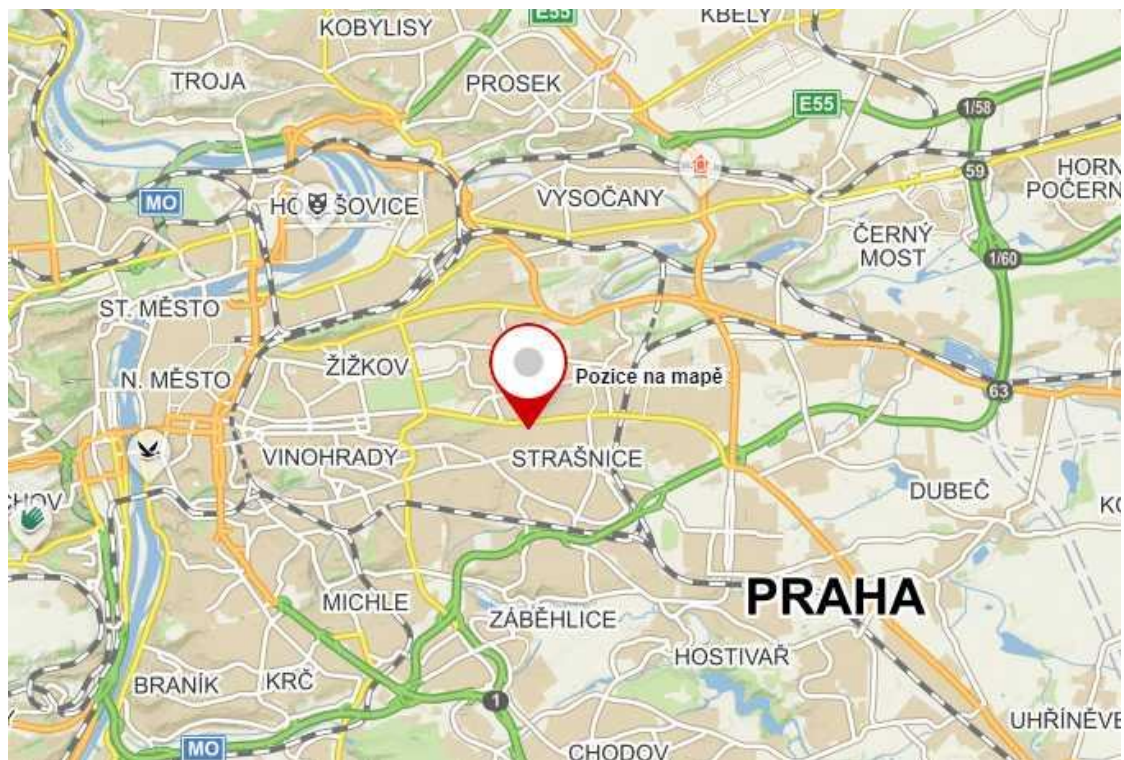 E55
KBELY
KOBYLISY
TROJA
PROSEK
E55
1/58
59
HORN
POČERN
MO
VYSOČANY
ČERNÝ
MOST
1/60
ST. MĚSTO
ŽIŽKOV
N. MĚSTO
Pozice na mapě
63
VINOHRADY
STRAŠNICE
DUBEČ
CHOV
KO
PRAHA
MICHLE
ZÁBĚHLICE
HOSTIVAŘ
BRANÍK
KRČ
1
UHŘÍNĚVE
MO
CHODOV